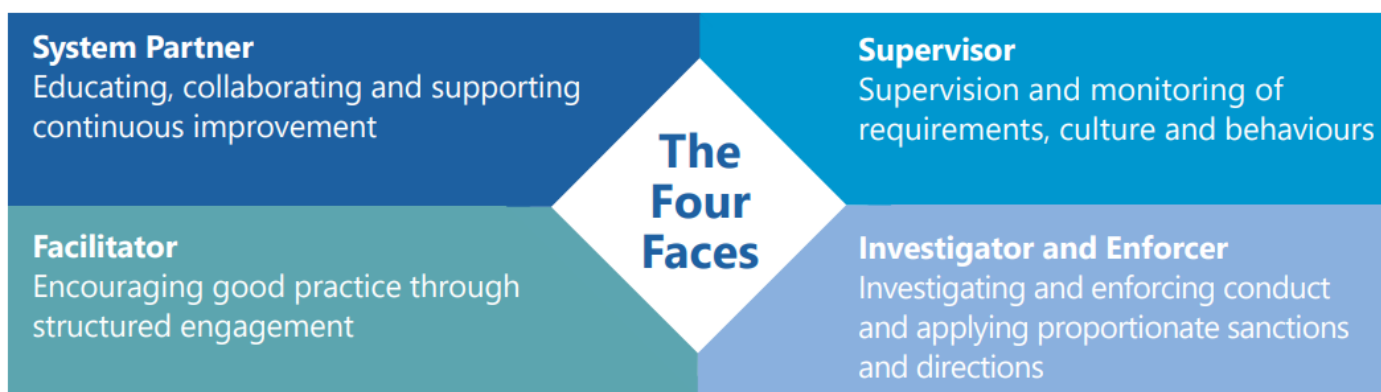 System Partner
Educating, collaborating and supporting
continuous improvement
Supervisor
Supervision and monitoring of
requirements, culture and behaviours
The
Four
Faces
Facilitator
Encouraging good practice through
structured engagement
Investigator and Enforcer
Investigating and enforcing conduct
and applying proportionate sanctions
and directions